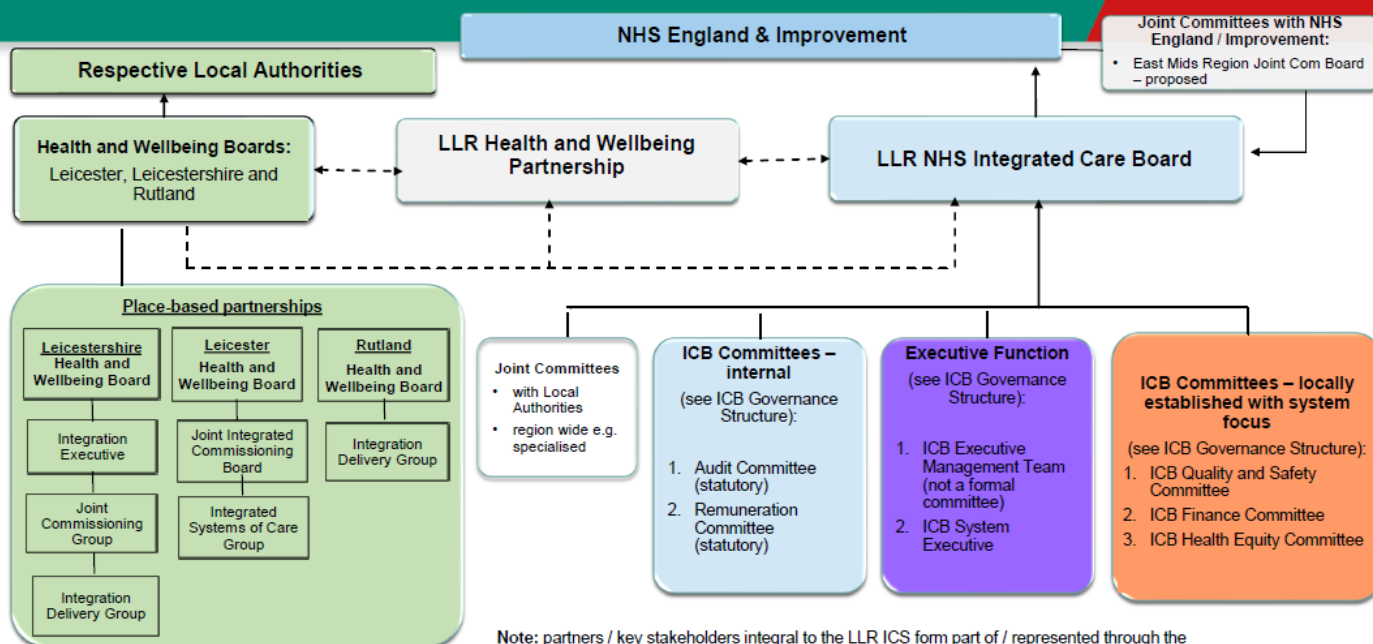 NHS England & Improvement
Joint Committees with NHS
England / Improvement:
• East Mids Region Joint Com Board
– proposed
Respective Local Authorities
Health and Wellbeing Boards:
Leicester, Leicestershire and
Rutland
LLR Health and Wellbeing
Partnership
LLR NHS Integrated Care Board
Place-based partnerships
Leicestershire
Health and
Wellbeing Board
Integration
Executive
Joint
Commissioning
Group
Integration
Delivery Group
Leicester
Health and
Wellbeing Board
Joint Integrated
Commissioning
Board
Integrated
Systems of Care
Group
Rutland
Health and
Wellbeing Board
Integration
Delivery Group
Joint Committees
• with Local
Authorities
• region wide e.g.
specialised
ICB Committees –
internal
(see ICB Governance
Structure):
1. Audit Committee
(statutory)
2. Remuneration
Committee
(statutory)
Executive Function
(see ICB Governance
Structure):
1. ICB Executive
Management Team
(not a formal
committee)
2. ICB System
Executive
ICB Committees – locally
established with system
focus
(see ICB Governance Structure):
1. ICB Quality and Safety
Committee
2. ICB Finance Committee
3. ICB Health Equity Committee
Note: partners / key stakeholders integral to the LLR ICS form part of / represented through the